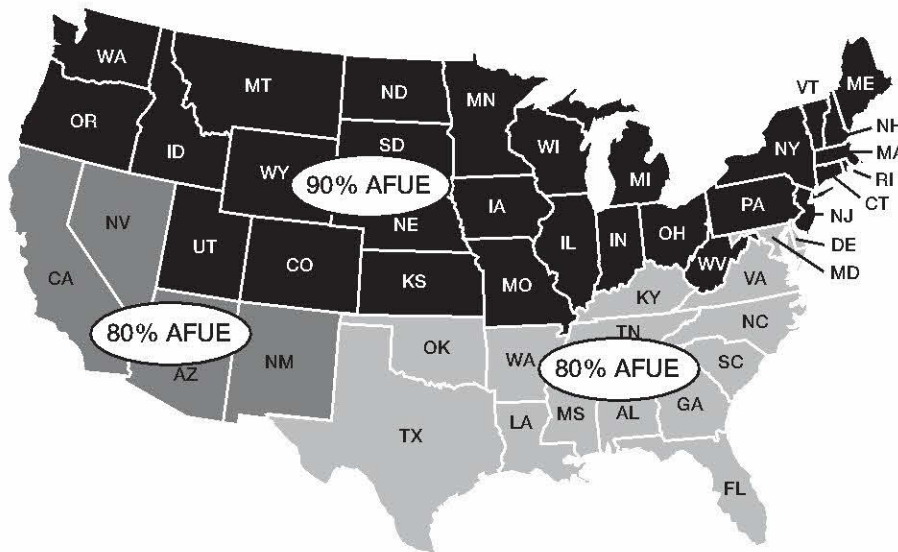 WA
MT
ND
MN
VT
ME
OR
ID
SD
WI
NY
NH
MA
WY
90% AFUE
MI
RI
CT
NV
NE
IA
PA
NJ
UT
CO
IL
IN
OH
DE
CA
KS
MO
WV
MD
KY
VA
80% AFUE
NC
OK
WA
TN
SC
AZ
NM
80% AFUE
TX
LA
MS
AL
GA
FL